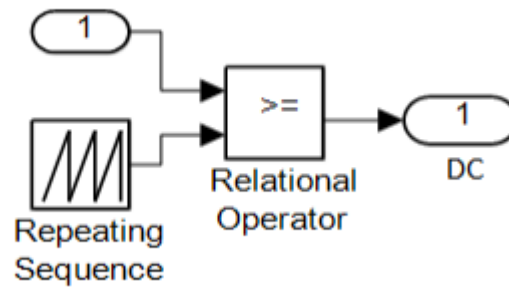 1
>=
1
DC
Relational
Operator
Repeating
Sequence